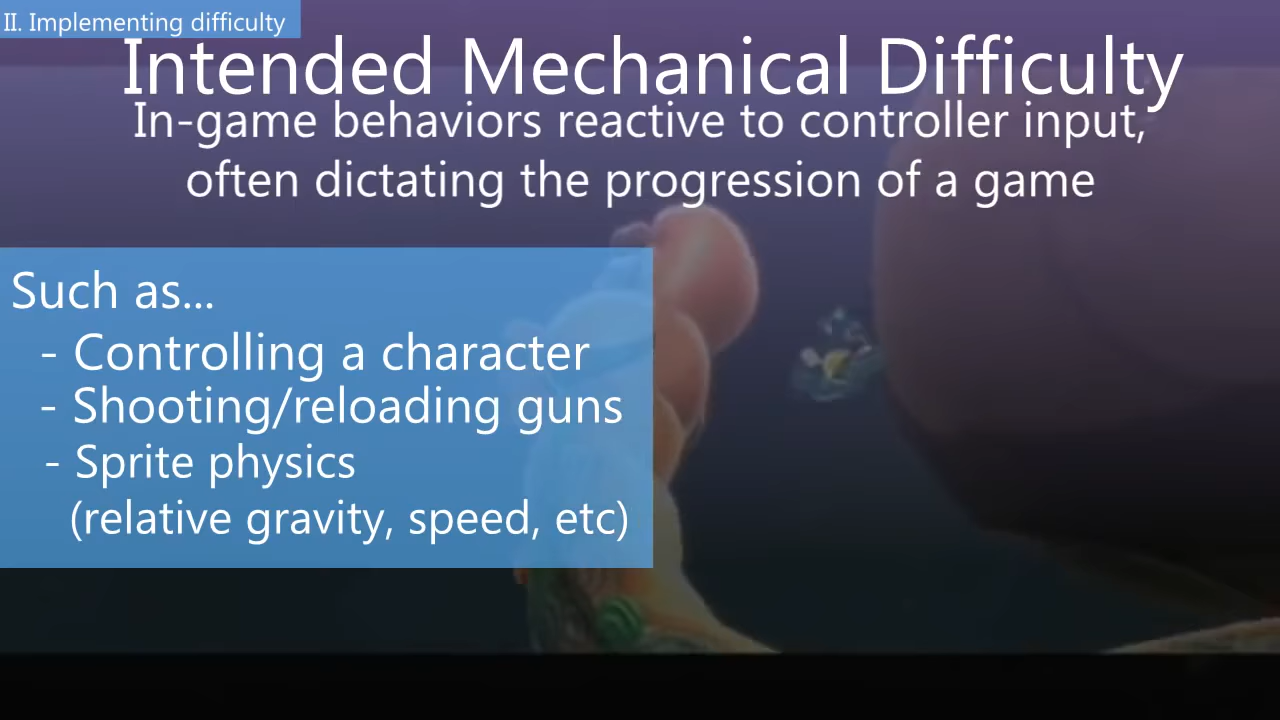 II. Implementing difficulty
Intended Mechanical Difficulty
In-game behaviors reactive to controller input,
often dictating the progression of a game
Such as...
- Controlling a character
- Shooting/reloading guns
- Sprite physics
(relative gravity, speed, etc)